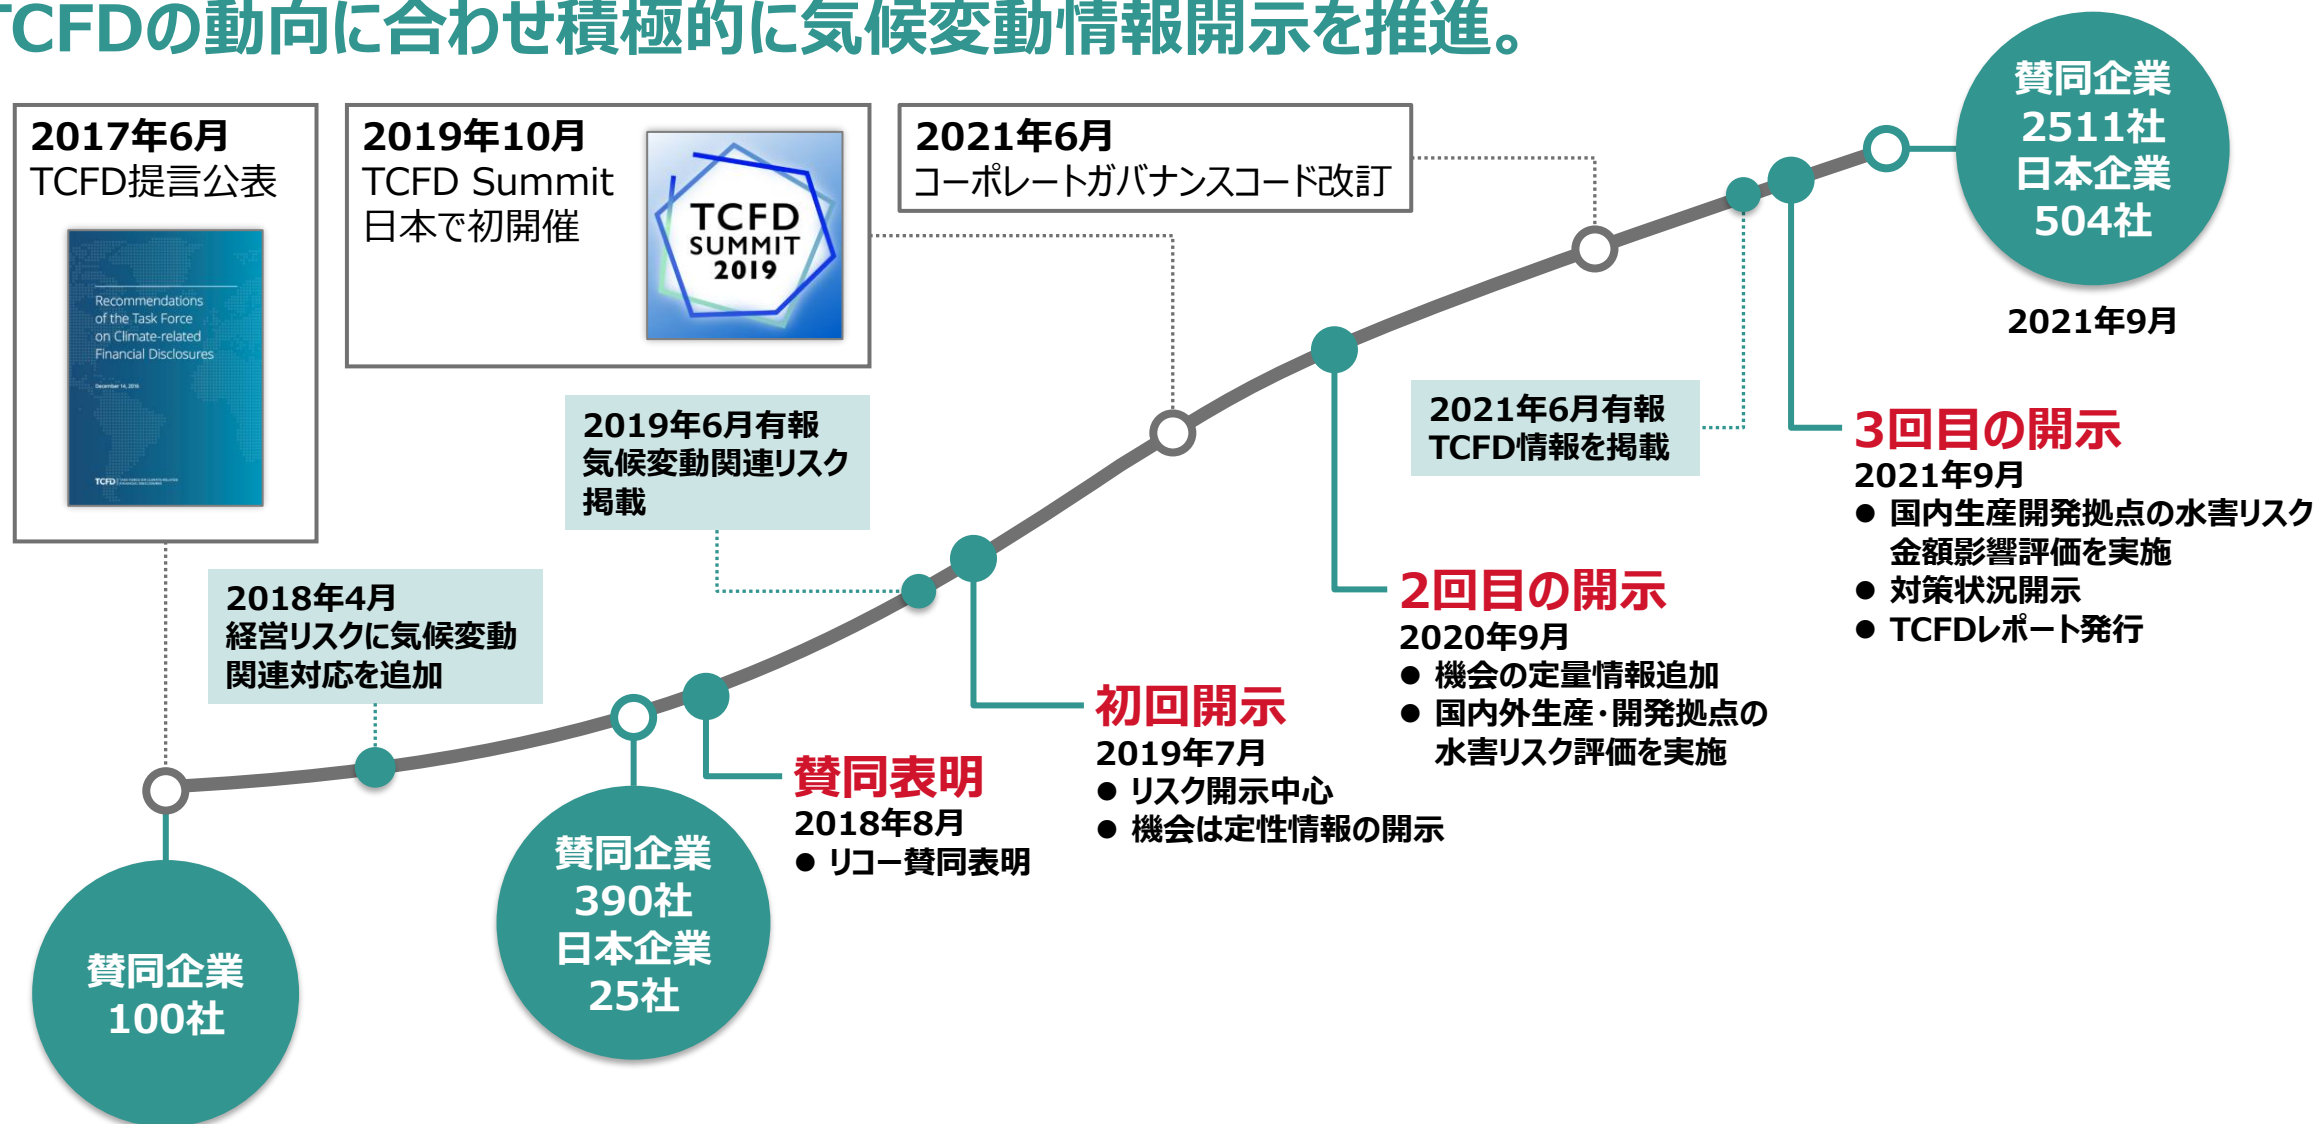 TCFDの動向に合わせ積極的に気候変動情報開示を推進。
2017年6月
TCFD提言公表
Recommendations
of the Task Force
on Climate-related
Financial Disclosures
December 14, 2016
TCFD
TASK FORCE ON CLIMATE-RELATED
FINANCIAL DISCLOSURES
2019年10月
TCFD Summit
日本で初開催
TCFD
SUMMIT
2019
2021年6月
コーポレートガバナンスコード改訂
賛同企業
2511社
日本企業
504社
2021年9月
2018年4月
経営リスクに気候変動
関連対応を追加
2019年6月有報
気候変動関連リスク
掲載
2021年6月有報
TCFD情報を掲載
賛同企業
100社
賛同企業
390社
日本企業
25社
賛同表明
2018年8月
● リコー賛同表明
初回開示
2019年7月
● リスク開示中心
● 機会は定性情報の開示
2回目の開示
2020年9月
● 機会の定量情報追加
● 国内外生産・開発拠点の
水害リスク評価を実施
3回目の開示
2021年9月
● 国内生産開発拠点の水害リスク
金額影響評価を実施
● 対策状況開示
● TCFDレポート発行